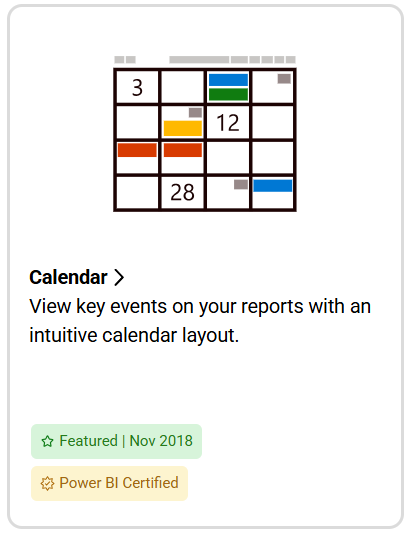 3
12
28
Calendar
View key events on your reports with an
intuitive calendar layout.
Featured | Nov 2018
Power BI Certified